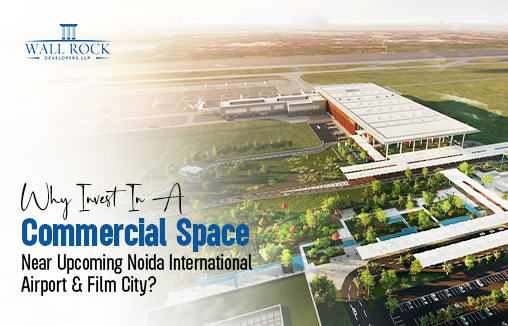 WALL ROCK
DEVELOPERS LLP
Why Invest In A
Commercial Space
Near Upcoming Noida International
Airport & Film City?